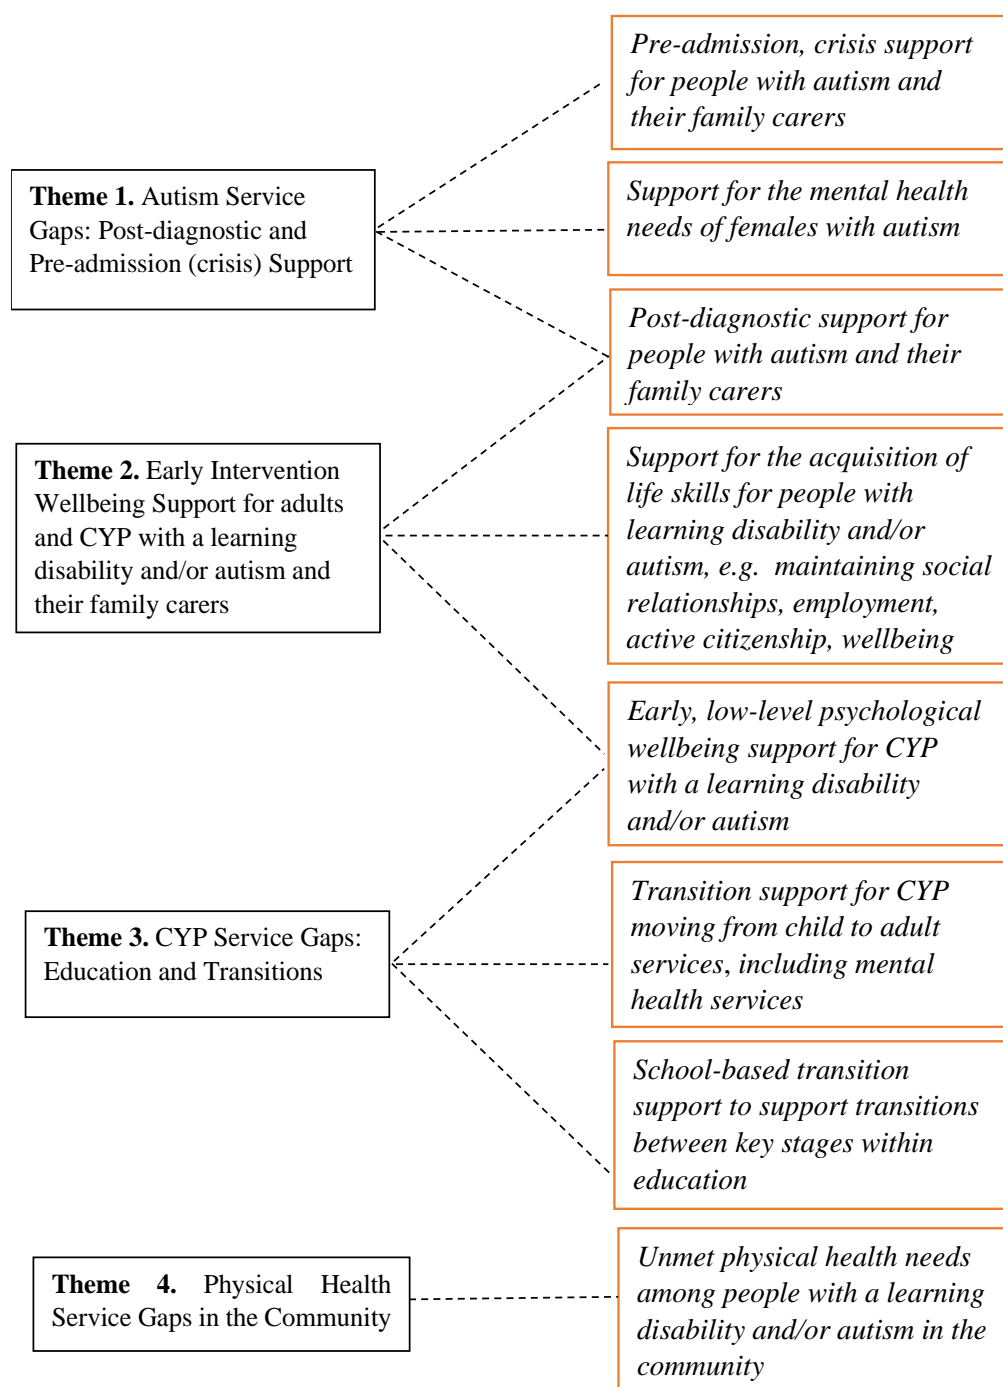 Pre-admission, crisis support
for people with autism and
their family carers
Theme 1. Autism Service
Gaps: Post-diagnostic and
Pre-admission (crisis) Support
Support for the mental health
needs of females with autism
Post-diagnostic support for
people with autism and their
family carers
Theme 2. Early Intervention
Wellbeing Support for adults
and CYP with a learning
disability and/or autism and
their family carers
Support for the acquisition of
life skills for people with
learning disability and/or
autism, e.g. maintaining social
relationships, employment,
active citizenship, wellbeing
Early, low-level psychological
wellbeing support for CYP
with a learning disability
and/or autism
Theme 3. CYP Service Gaps:
Education and Transitions
Transition support for CYP
moving from child to adult
services, including mental
health services
School-based transition
support to support transitions
between key stages within
education
Theme 4. Physical Health
Service Gaps in the Community
Unmet physical health needs
among people with a learning
disability and/or autism in the
community